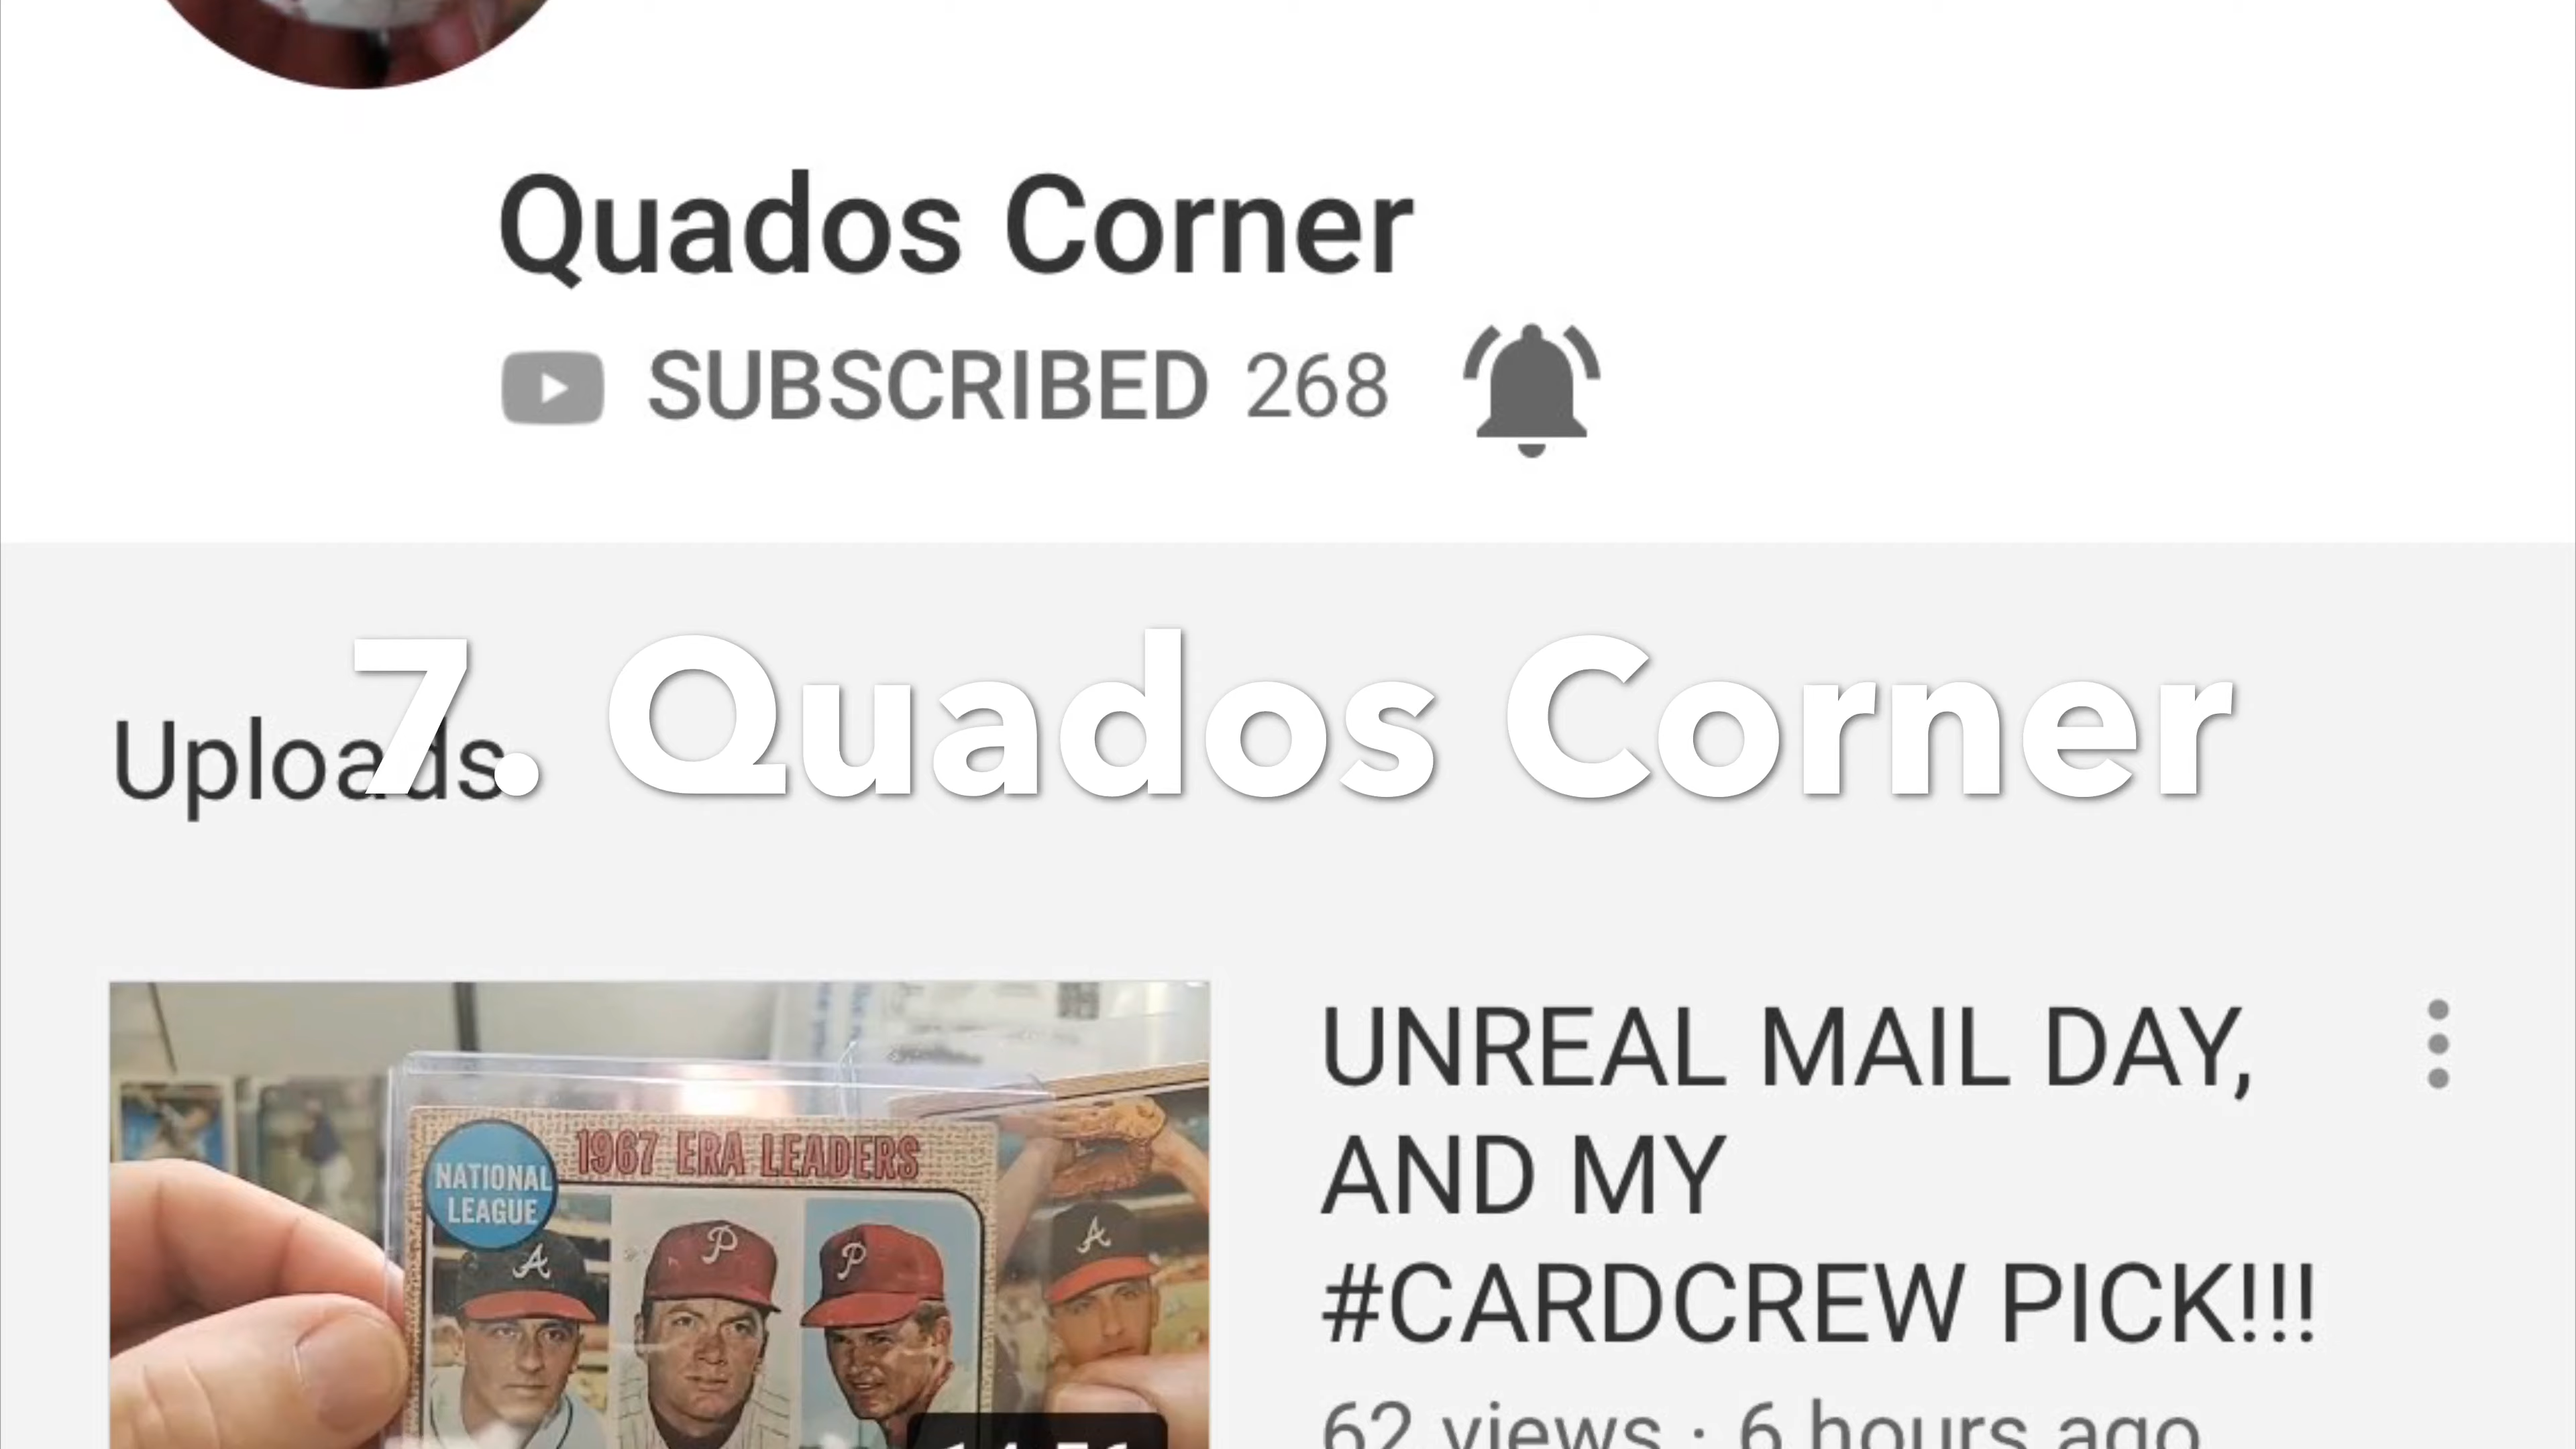 Quados Corner
SUBSCRIBED 268
7. Quados Corner
Uploads
UNREAL MAIL DAY,
AND MY
#CARDCREW PICK!!!
62 views · 6 hours ago
1967 ERA LEADERS
NATIONAL
LEAGUE
A
P
P
A